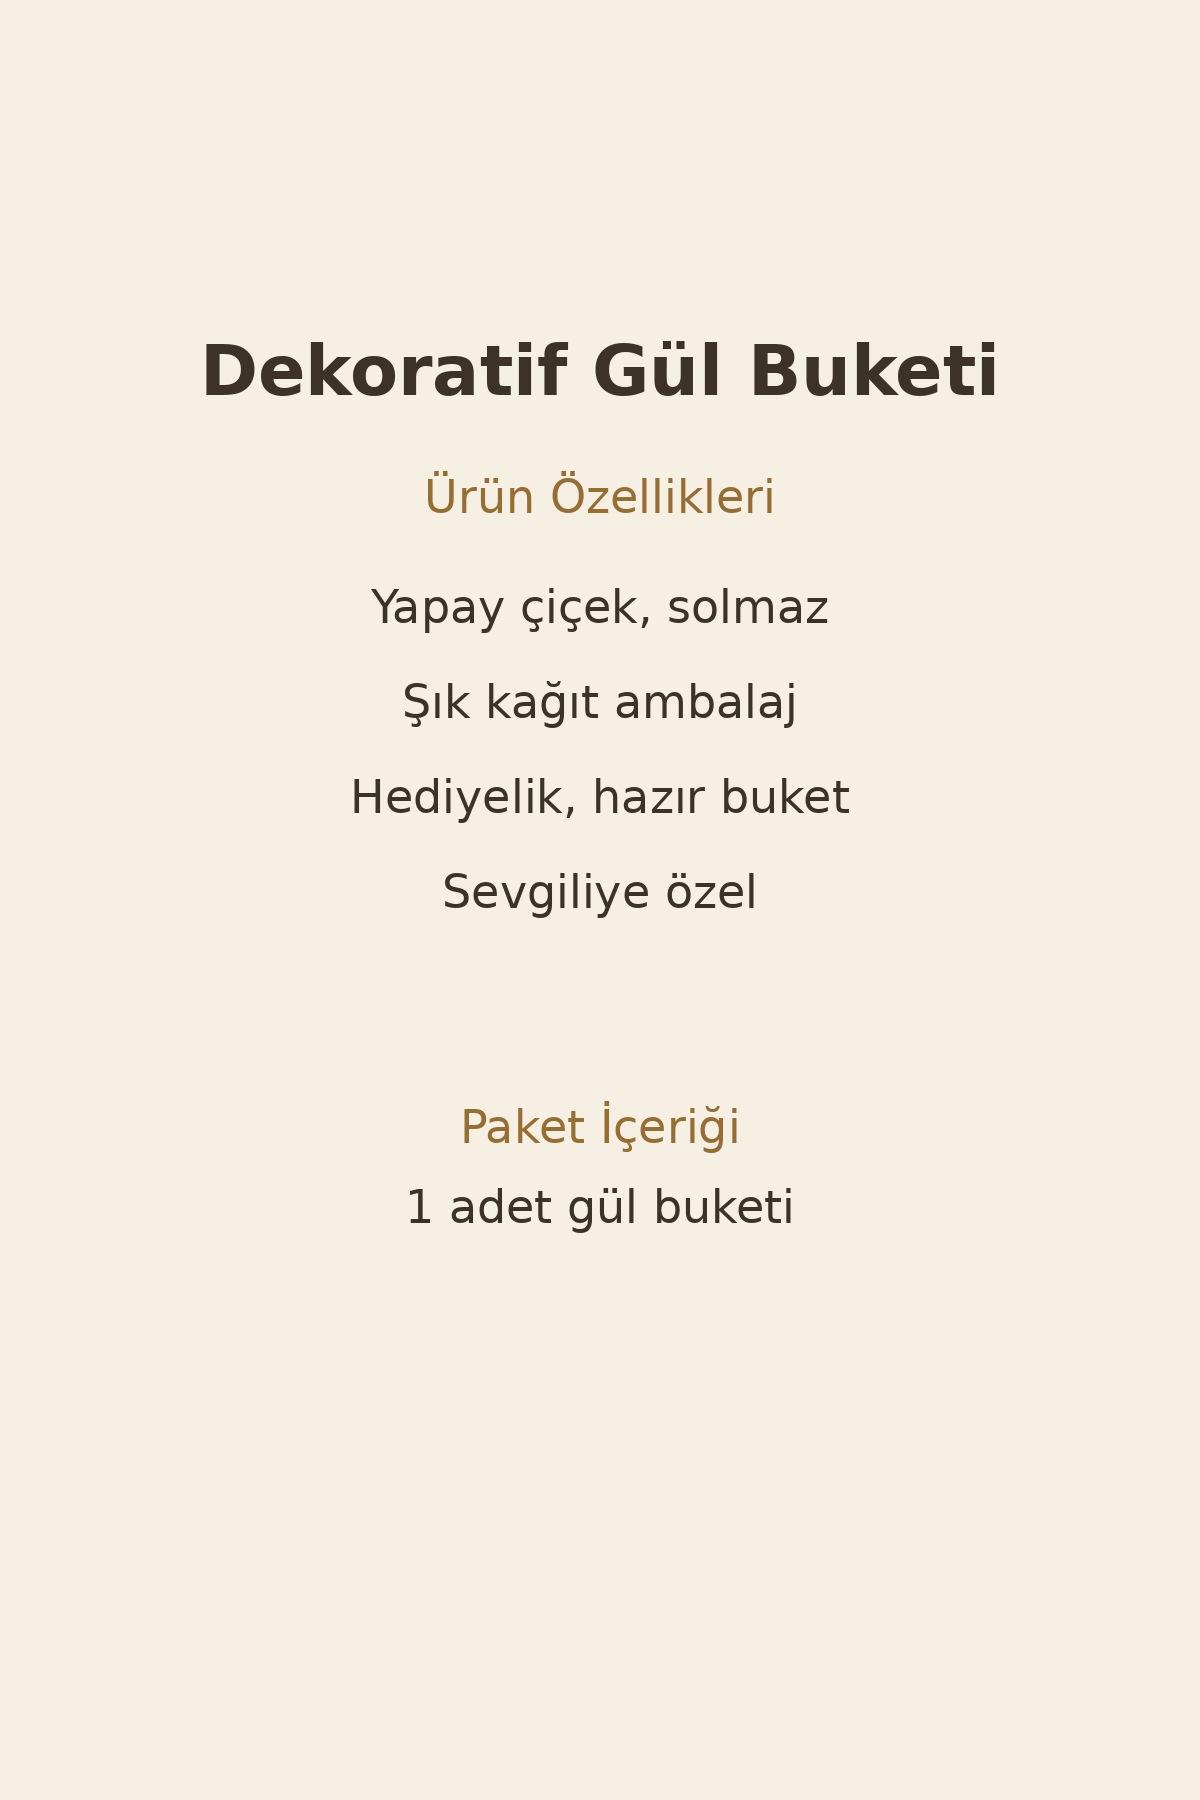 Dekoratif Gül Buketi
Ürün Özellikleri
Yapay çiçek, solmaz
Şık kağıt ambalaj
Hediyelik, hazır buket
Sevgiliye özel
Paket İçeriği
1 adet gül buketi